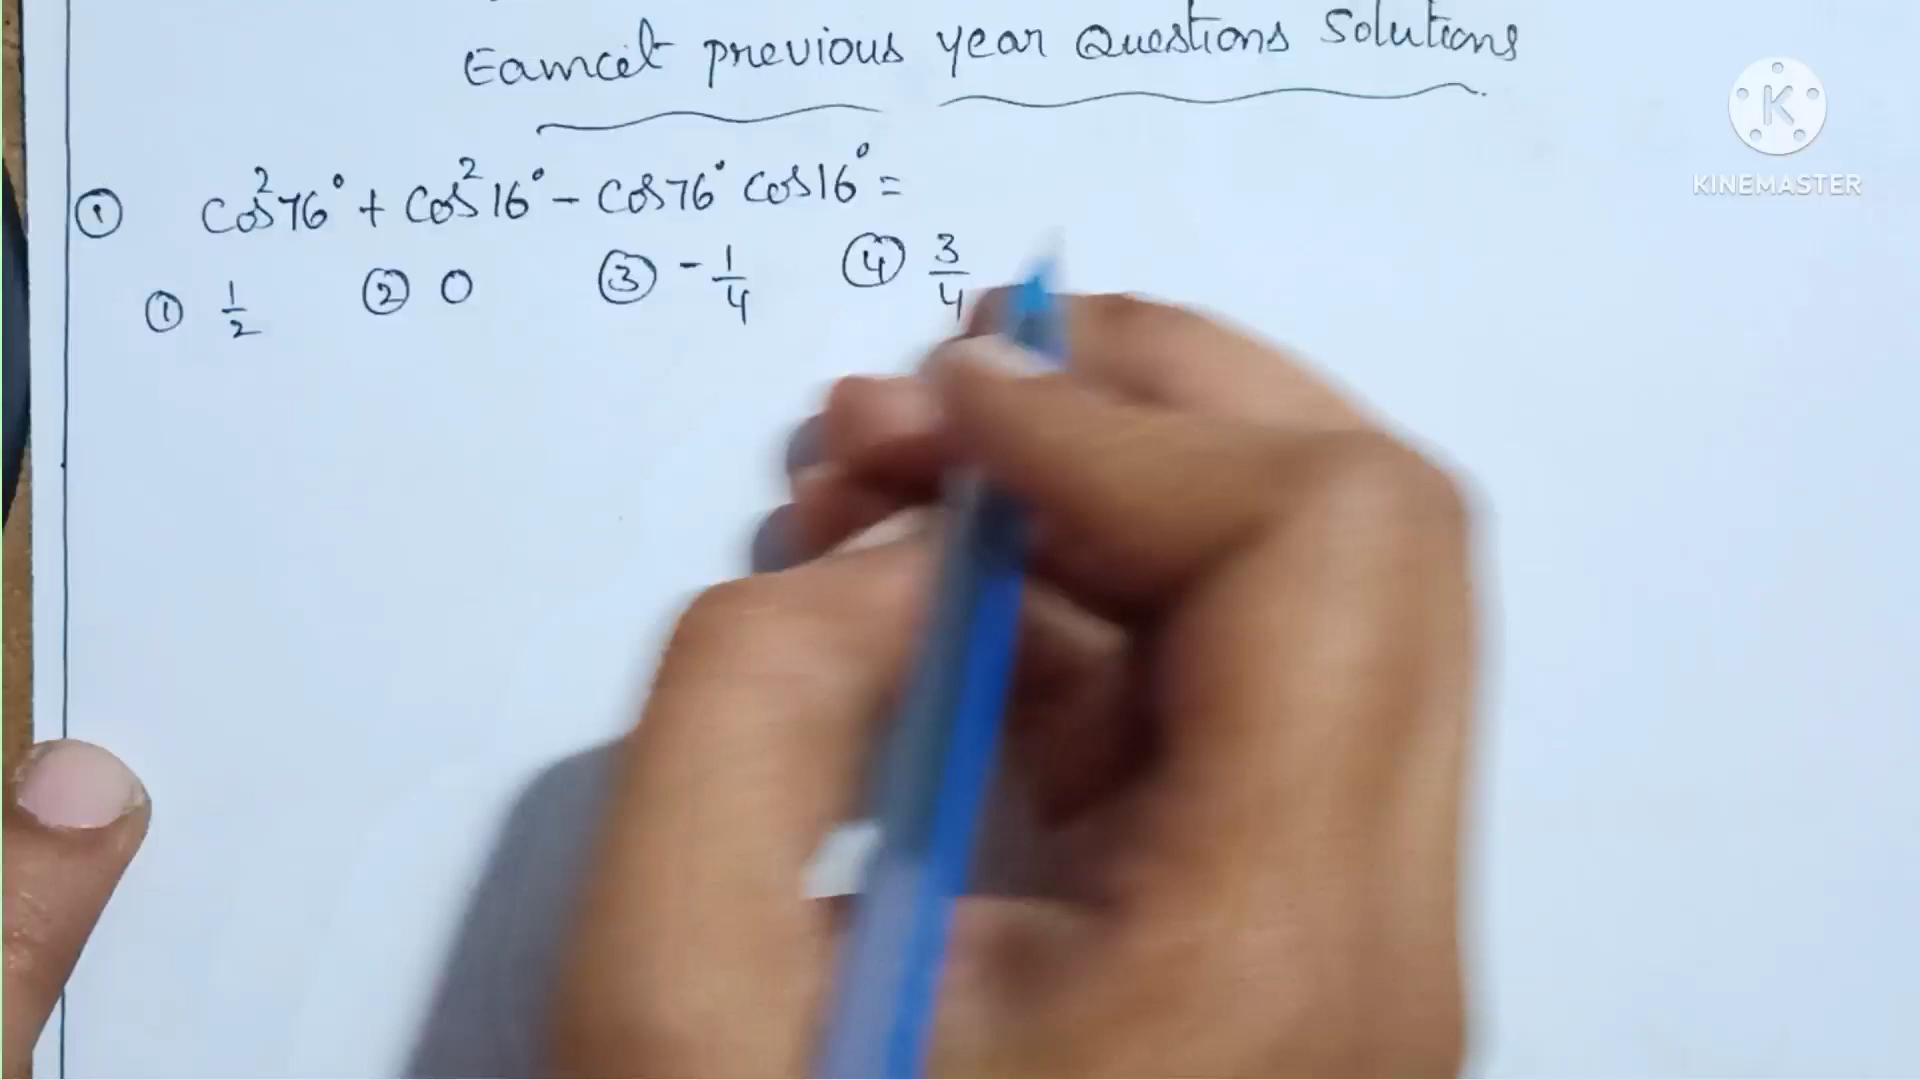 Eamcet previous year Questions Solutions
K
KINEMASTER
① cos²76° + cos²16° - cos76° cos16° =
① 1/2 ② 0 ③ -1/4 ④ 3/4